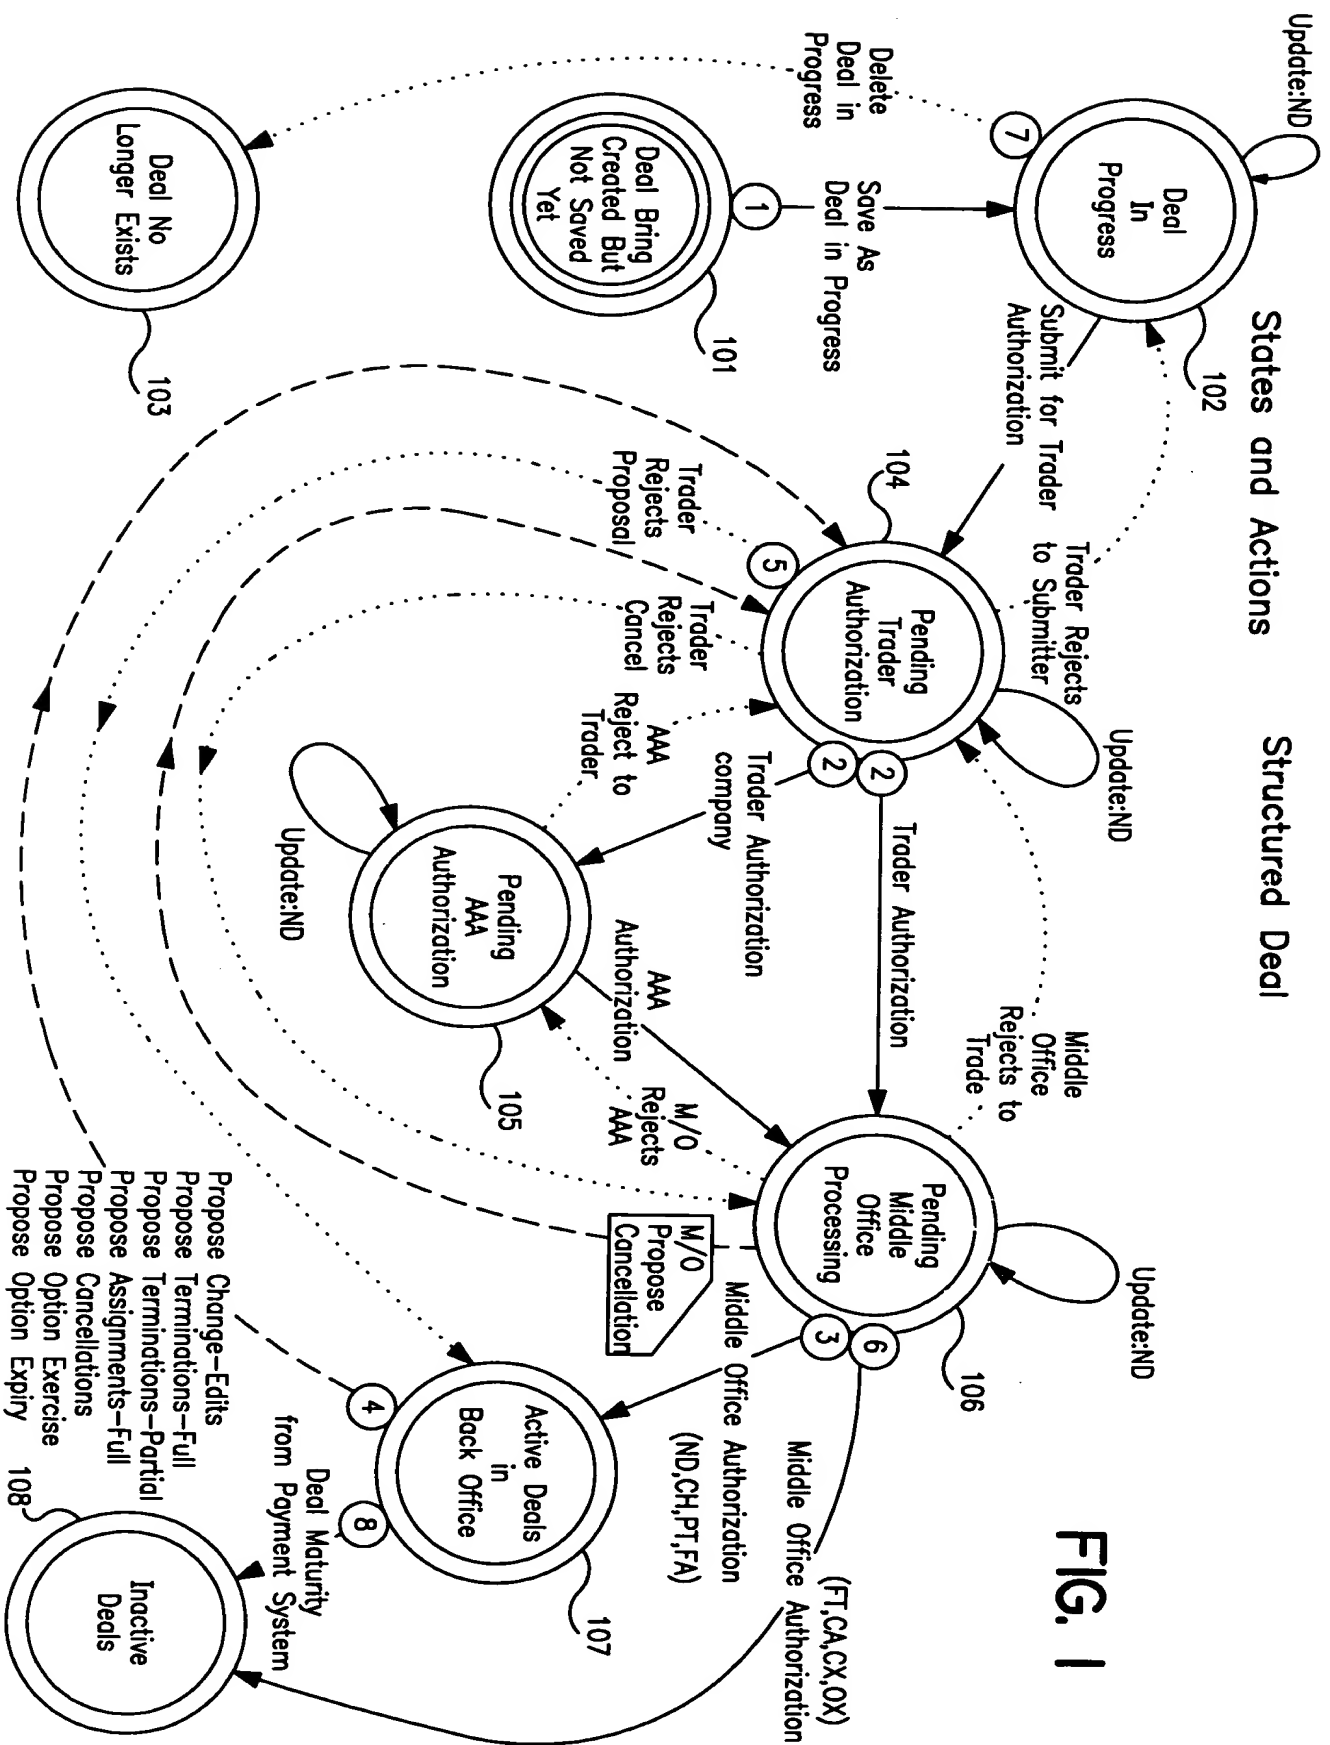 States and Actions
Structured Deal
FIG. 1
Update:ND
Deal
In
Progress
102
7
Delete
Deal in
Progress
1
Save As
Deal in Progress
Deal Bring
Created But
Not Saved
Yet
101
Deal No
Longer Exists
103
Submit for Trader
Authorization
Trader Rejects
to Submitter
104
Pending
Trader
Authorization
Update:ND
5
Trader
Rejects
Proposal
Trader
Rejects
Cancel
AAA
Reject to
Trader
2
2
Trader Authorization
Trader Authorization
company
Pending
AAA
Authorization
Update:ND
105
AAA
Authorization
M/O
Rejects
AAA
Middle
Office
Rejects to
Trade
Pending
Middle
Office
Processing
Update:ND
106
6
3
M/O
Propose
Cancellation
Middle Office Authorization
(ND,CH,PT,FA)
(FT,CA,CX,OX)
Middle Office Authorization
Active Deals
in
Back Office
107
4
8
Propose Change-Edits
Propose Terminations-Full
Propose Terminations-Partial
Propose Assignments-Full
Propose Cancellations
Propose Option Exercise
Propose Option Expiry
Deal Maturity
from Payment System
108
Inactive
Deals